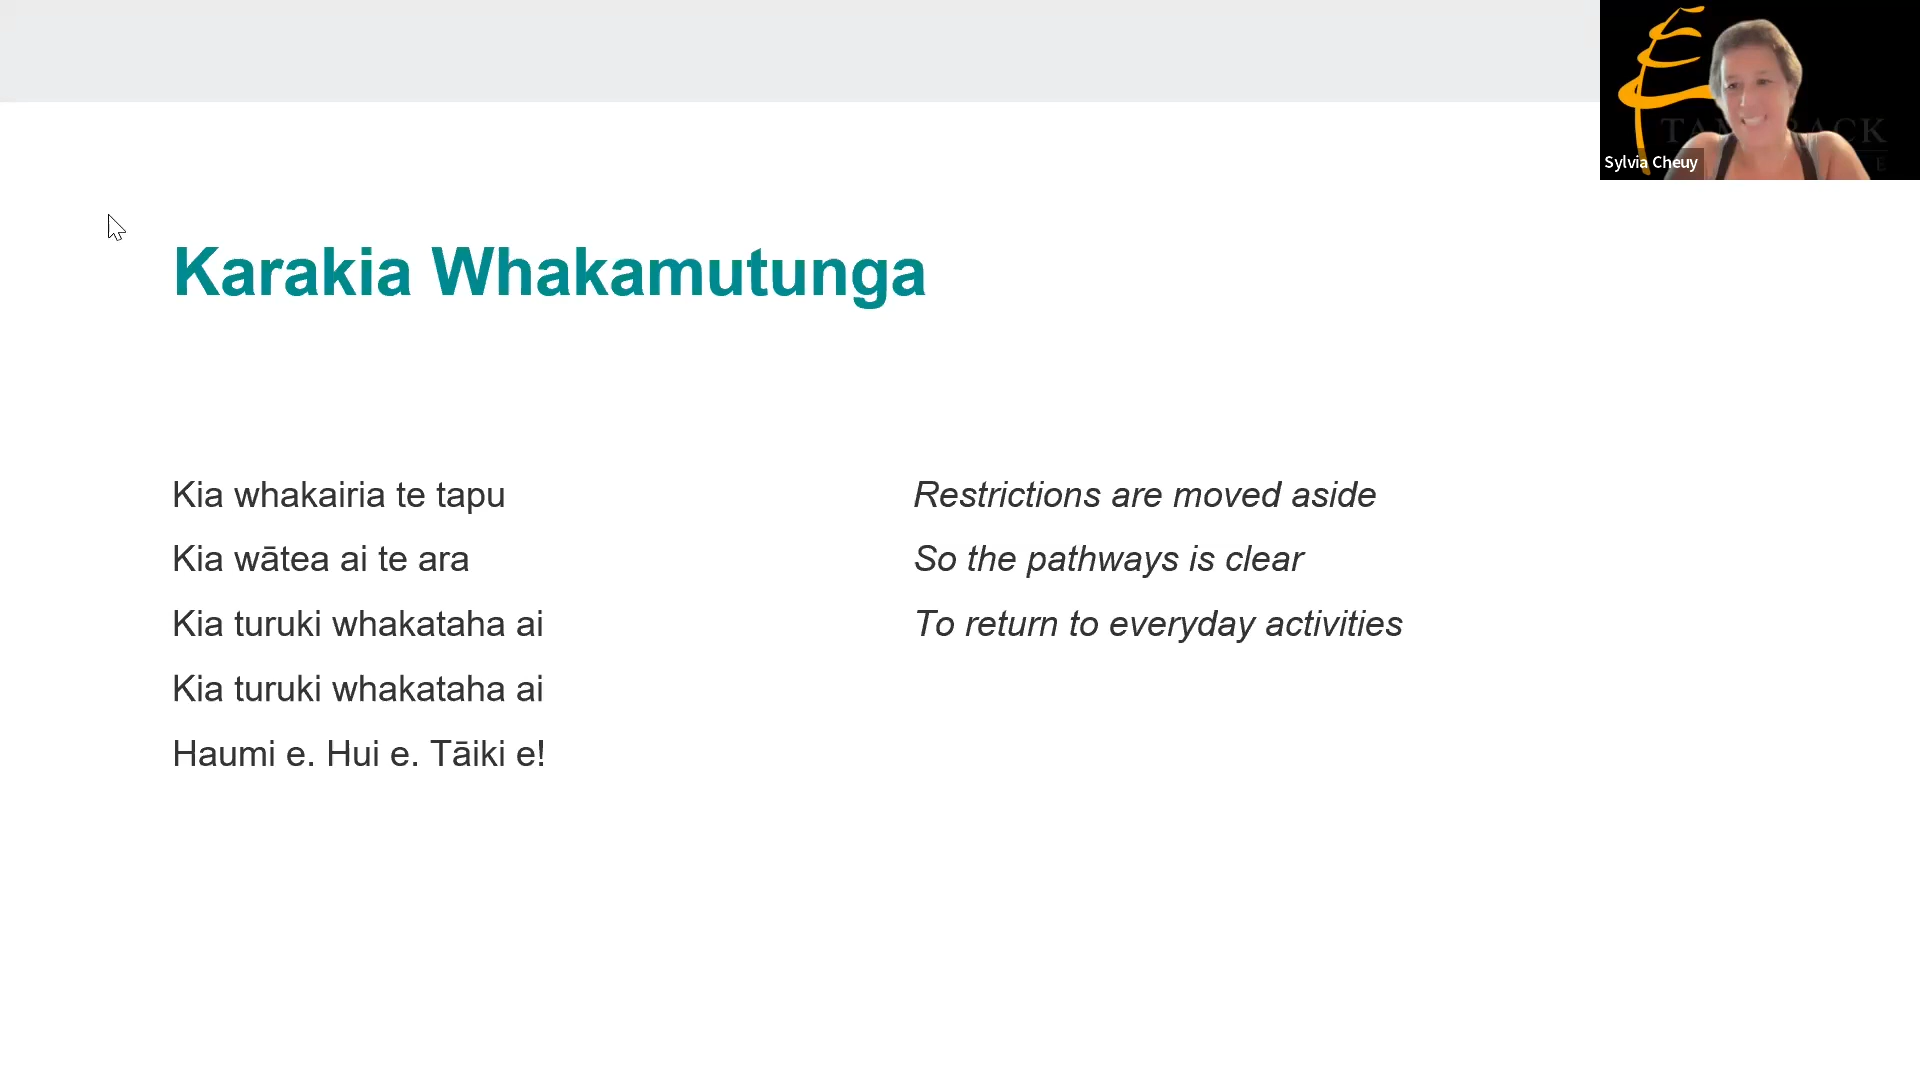 Karakia Whakamutunga
Kia whakairia te tapu
Kia wātea ai te ara
Kia turuki whakataha ai
Kia turuki whakataha ai
Haumi e. Hui e. Tāiki e!
Restrictions are moved aside
So the pathways is clear
To return to everyday activities
Sylvia Cheuy